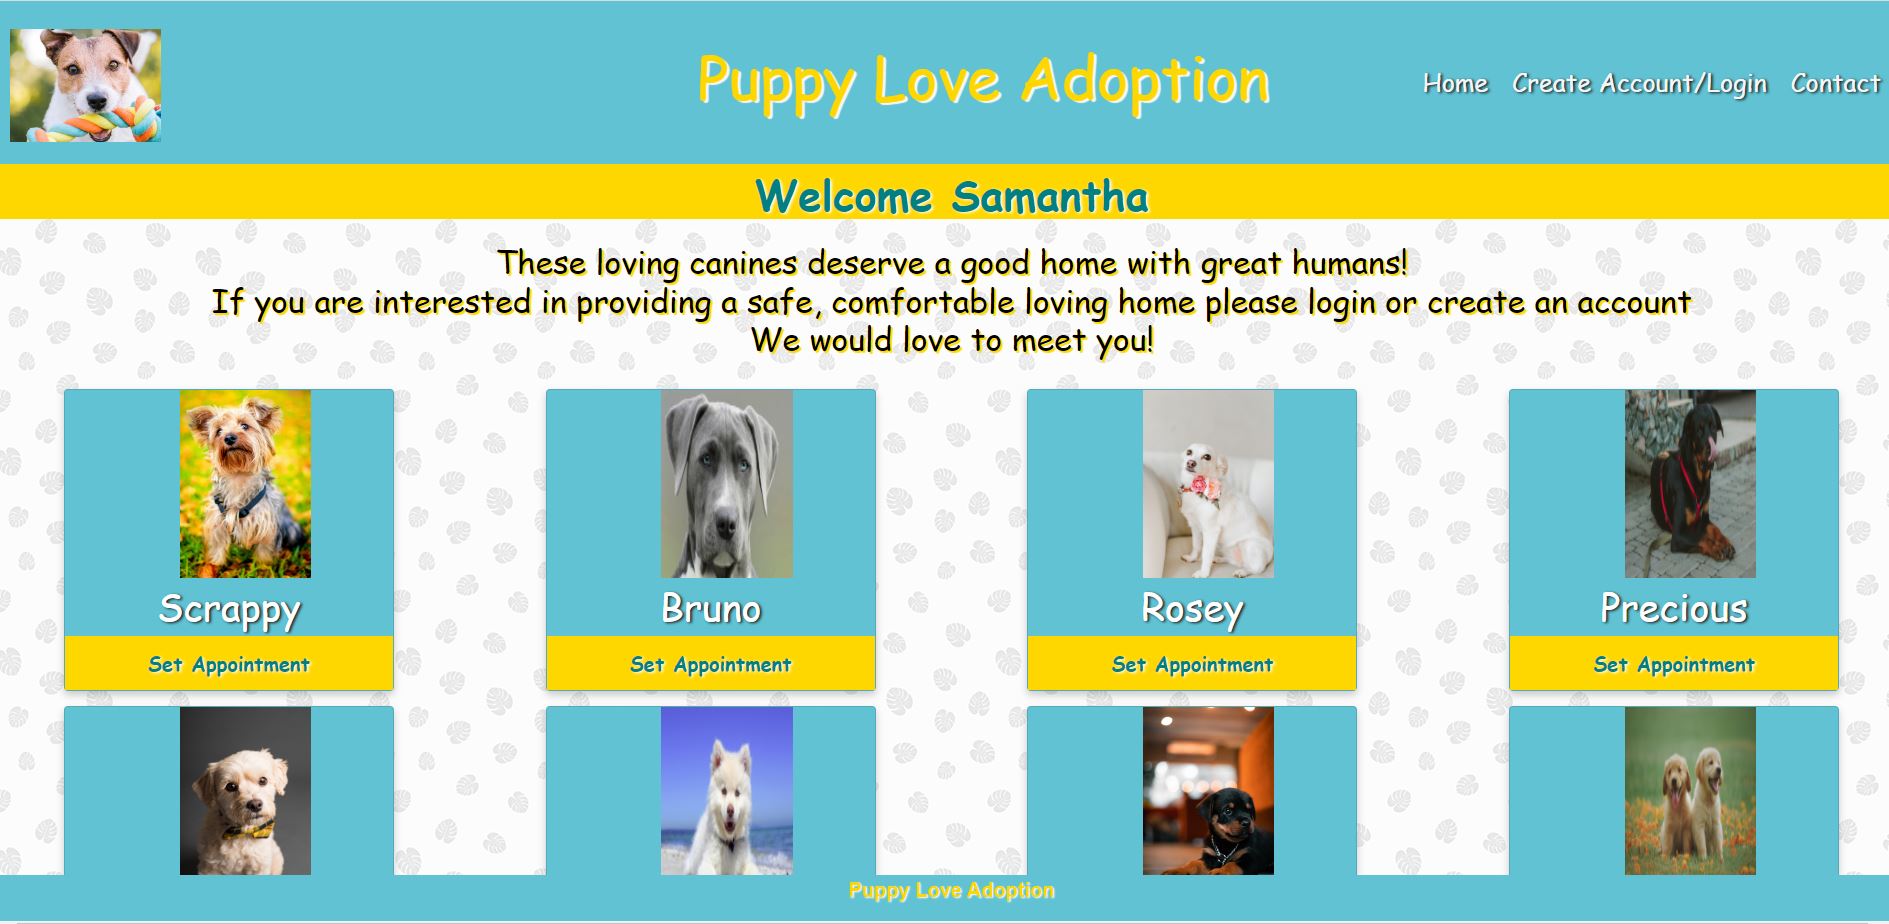 Puppy Love Adoption
Home Create Account/Login Contact
Welcome Samantha
These loving canines deserve a good home with great humans!
If you are interested in providing a safe, comfortable loving home please login or create an account
We would love to meet you!
Scrappy
Set Appointment
Bruno
Set Appointment
Rosey
Set Appointment
Precious
Set Appointment
Puppy Love Adoption